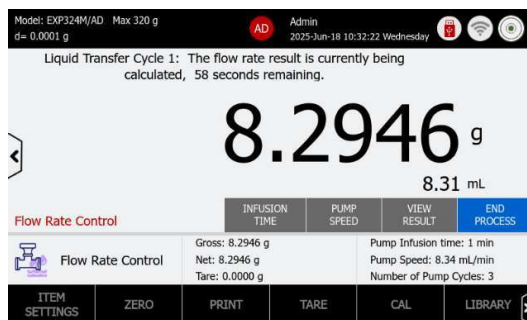 Model: EXP324M/AD Max 320 g
d= 0.0001 g
AD
Admin
2025-Jun-18 10:32:22 Wednesday
Liquid Transfer Cycle 1: The flow rate result is currently being
calculated, 58 seconds remaining.
8.2946 g
8.31 mL
Flow Rate Control
INFUSION
TIME
PUMP
SPEED
VIEW
RESULT
END
PROCESS
Flow Rate Control
Gross: 8.2946 g
Net: 8.2946 g
Tare: 0.0000 g
Pump Infusion time: 1 min
Pump Speed: 8.34 mL/min
Number of Pump Cycles: 3
ITEM
SETTINGS
ZERO
PRINT
TARE
CAL
LIBRARY